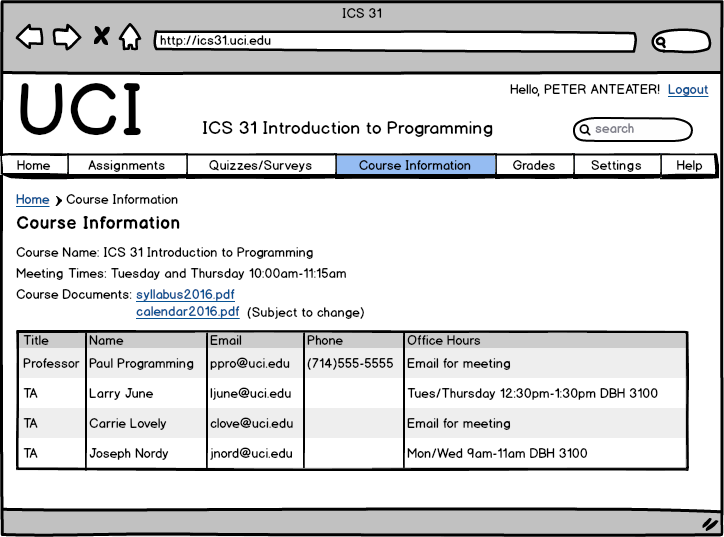 ICS 31
http://ics31.uci.edu
Hello, PETER ANTEATER! Logout
UCI
ICS 31 Introduction to Programming
search
Home Assignments Quizzes/Surveys Course Information Grades Settings Help
Home Course Information
Course Information
Course Name: ICS 31 Introduction to Programming
Meeting Times: Tuesday and Thursday 10:00am-11:15am
Course Documents: syllabus2016.pdf
calendar2016.pdf (Subject to change)
Title Name Email Phone Office Hours
Professor Paul Programming ppro@uci.edu (714)555-5555 Email for meeting
TA Larry June ljune@uci.edu Tues/Thursday 12:30pm-1:30pm DBH 3100
TA Carrie Lovely clove@uci.edu Email for meeting
TA Joseph Nordy jnord@uci.edu Mon/Wed 9am-11am DBH 3100